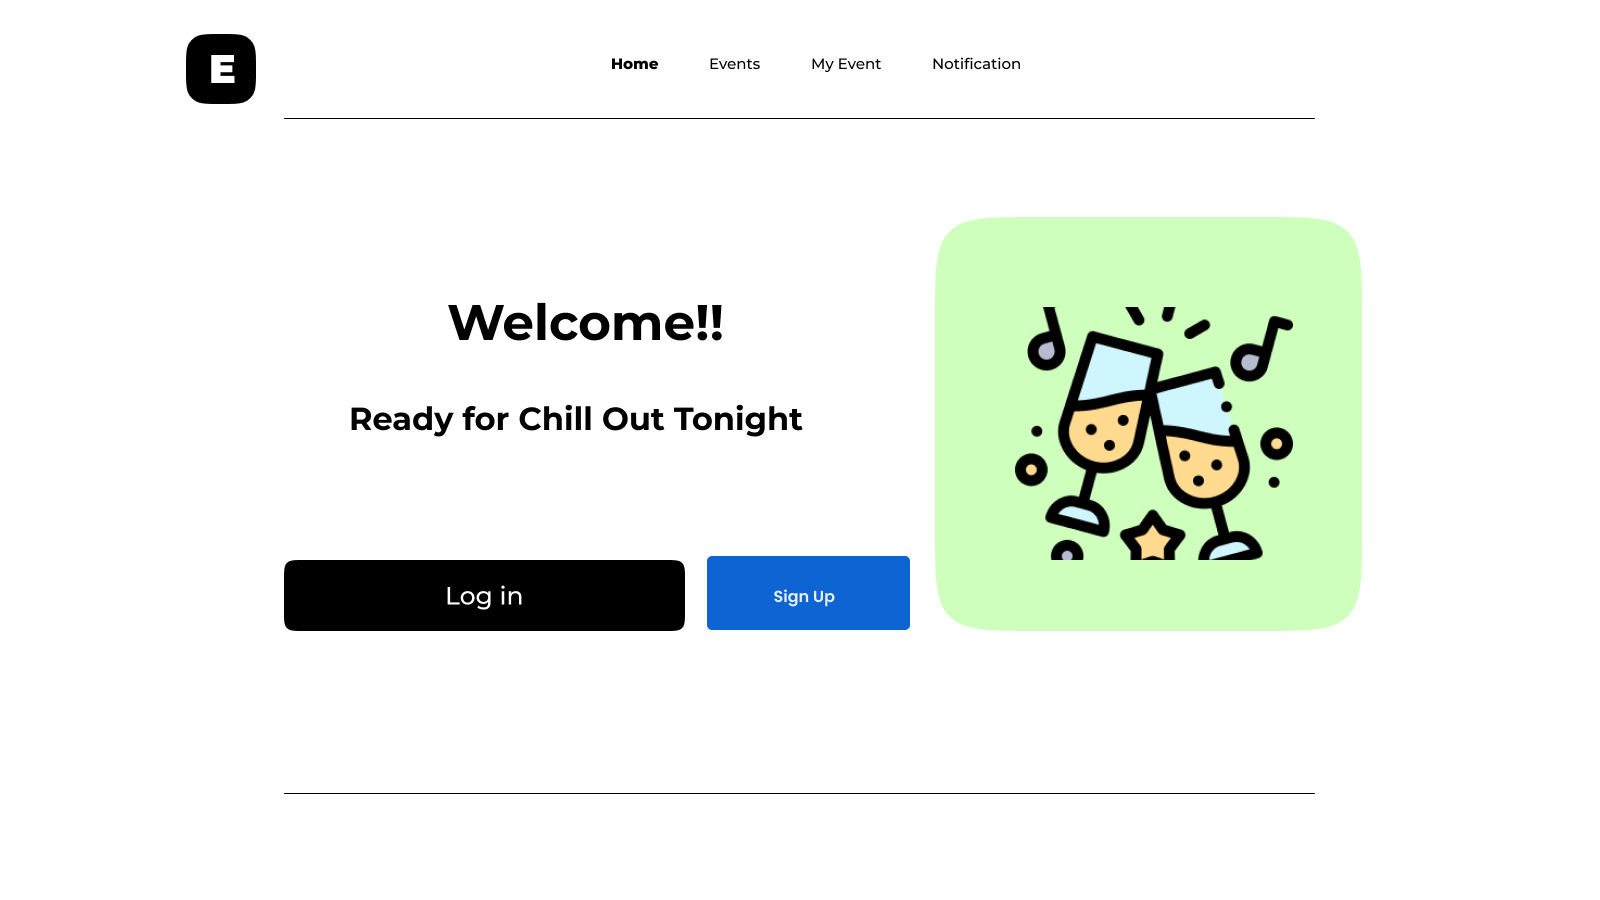 E
Home Events My Event Notification
Welcome!!
Ready for Chill Out Tonight
Log in Sign Up